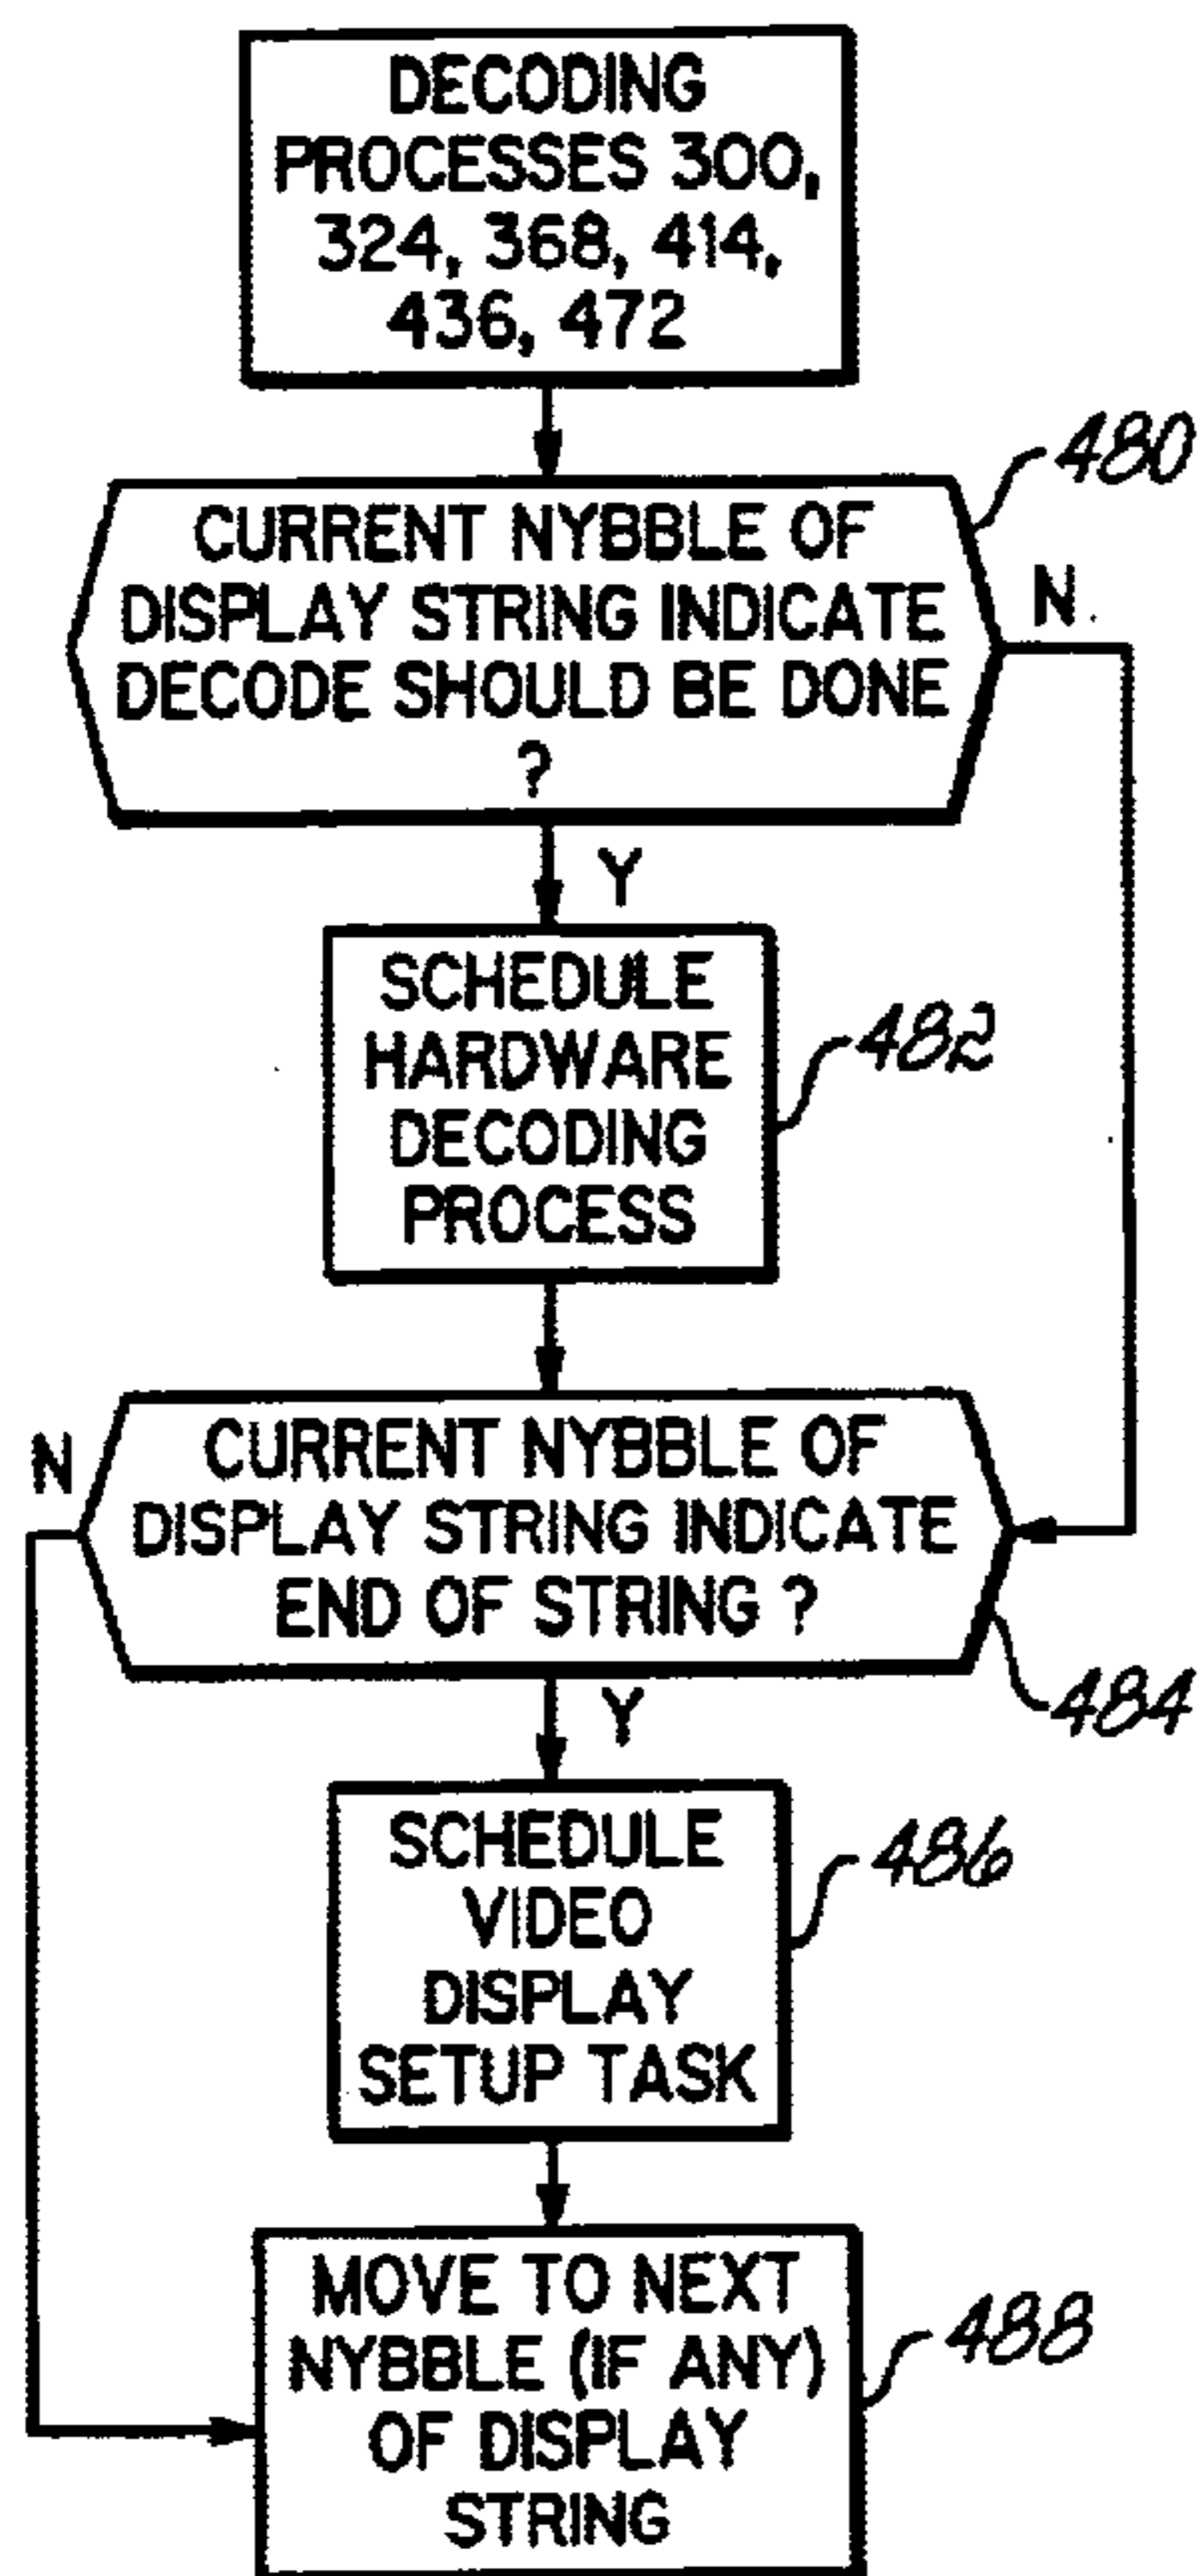 DECODING
PROCESSES 300,
324, 368, 414,
436, 472
480
CURRENT NYBBLE OF
DISPLAY STRING INDICATE
DECODE SHOULD BE DONE
?
N
Y
SCHEDULE
HARDWARE
DECODING
PROCESS
482
N
CURRENT NYBBLE OF
DISPLAY STRING INDICATE
END OF STRING ?
484
Y
SCHEDULE
VIDEO
DISPLAY
SETUP TASK
486
MOVE TO NEXT
NYBBLE (IF ANY)
OF DISPLAY
STRING
488